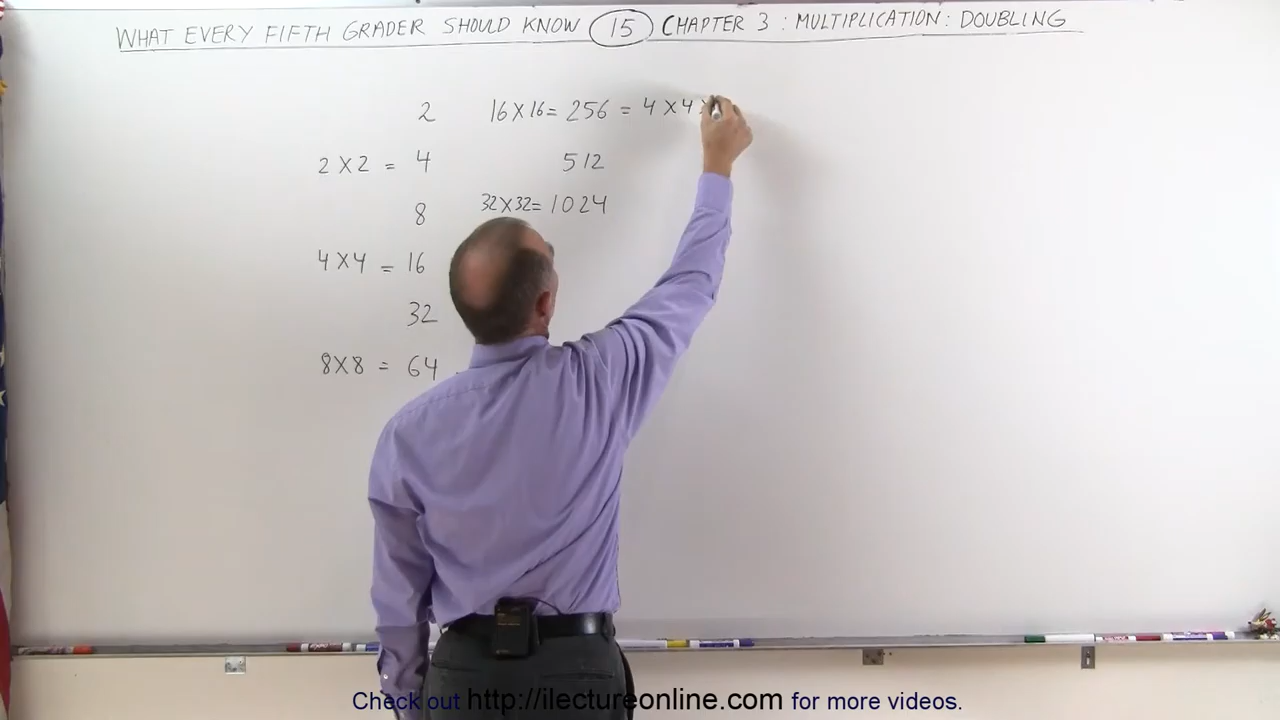 WHAT EVERY FIFTH GRADER SHOULD KNOW 15 CHAPTER 3 : MULTIPLICATION: DOUBLING
2
2 X 2 = 4
8
4 X 4 = 16
32
8 X 8 = 64
16 X 16 = 256 = 4 X 4 X
512
32 X 32 = 1024
Check out http://ilectureonline.com for more videos.